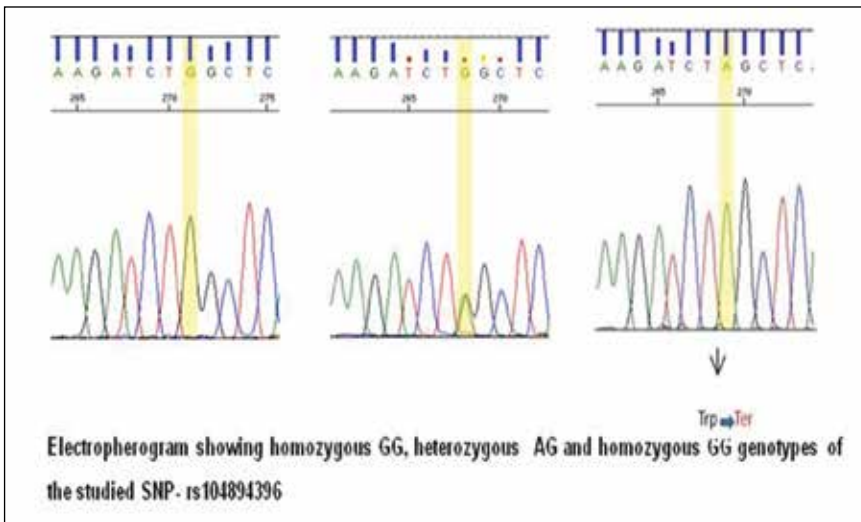 A A G A T C T G G C T C
265 270 275
A A G A T C T G G C T C
265 270
A A G A T C T A G C T C .
265 270
Trp Ter
Electropherogram showing homozygous GG, heterozygous AG and homozygous GG genotypes of
the studied SNP- rs104894396